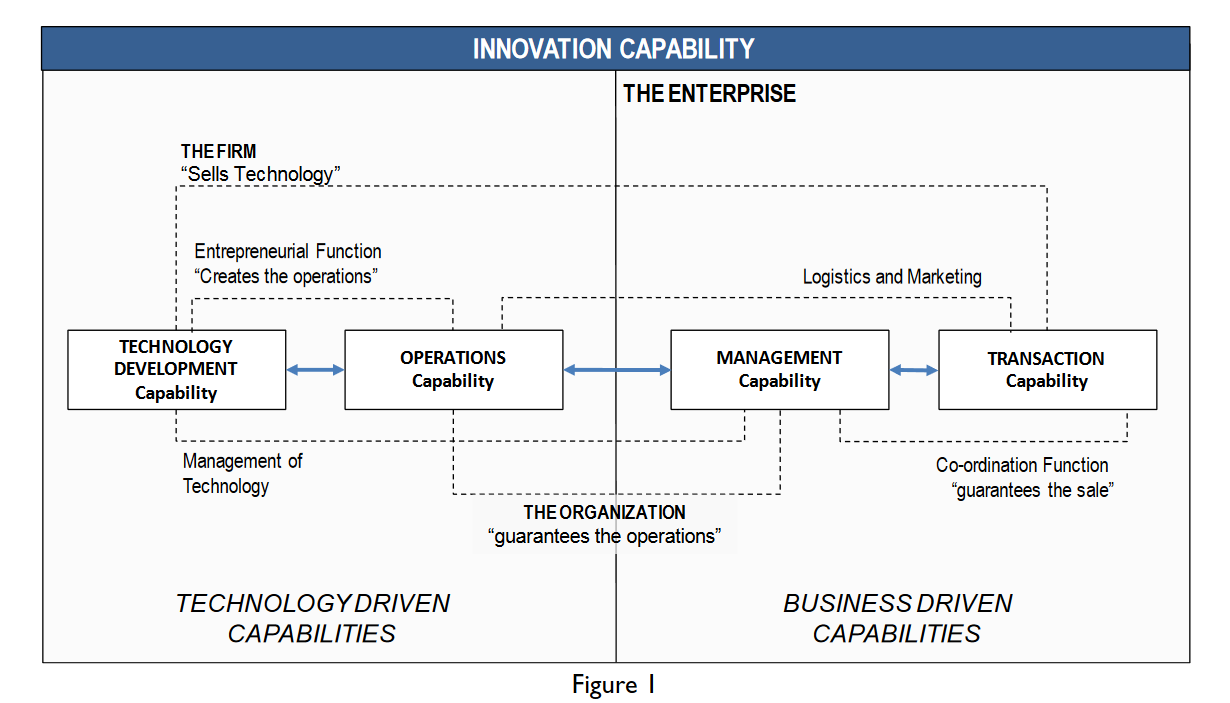 INNOVATION CAPABILITY
THE ENTERPRISE
THE FIRM
“Sells Technology”
Entrepreneurial Function
“Creates the operations”
Logistics and Marketing
TECHNOLOGY
DEVELOPMENT
Capability
OPERATIONS
Capability
MANAGEMENT
Capability
TRANSACTION
Capability
Management of
Technology
Co-ordination Function
“guarantees the sale”
THE ORGANIZATION
“guarantees the operations”
TECHNOLOGY DRIVEN
CAPABILITIES
BUSINESS DRIVEN
CAPABILITIES
Figure 1